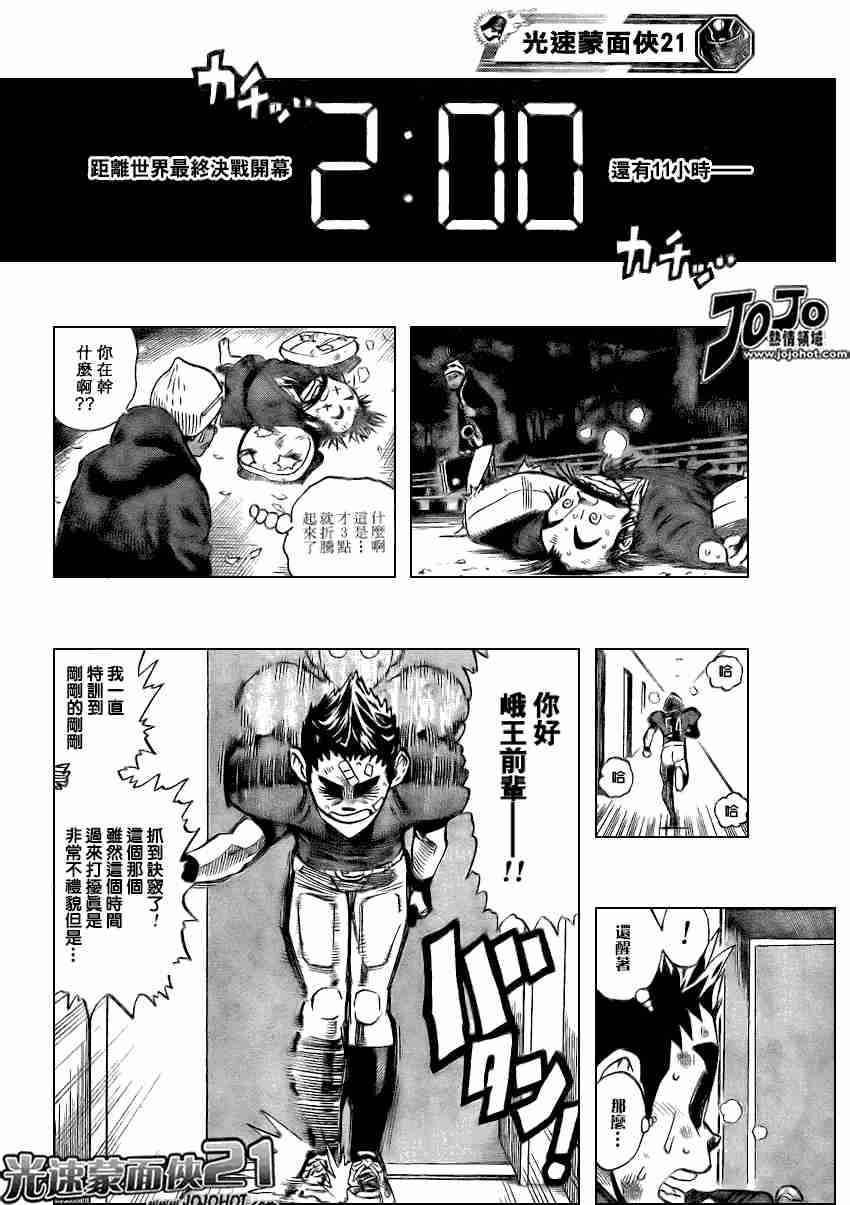 光速蒙面俠21
カチッ…
距離世界最終決戰開幕
2:00
還有11小時——
カチッ…
JOJO
熱情領域
www.jojohot.com
你在幹
什麼啊??
什麼啊
這是…
才3點
就折騰
起來了
哈
哈
哈
!
還醒著
那麼…
你好
峨王前輩——!!
我一直
特訓到
剛剛的剛剛
抓到訣竅了!
這個那個
雖然這個時間
過來打擾真是
非常不禮貌但是…
バタン!
光速蒙面俠21
www.JOJOHOT.COM